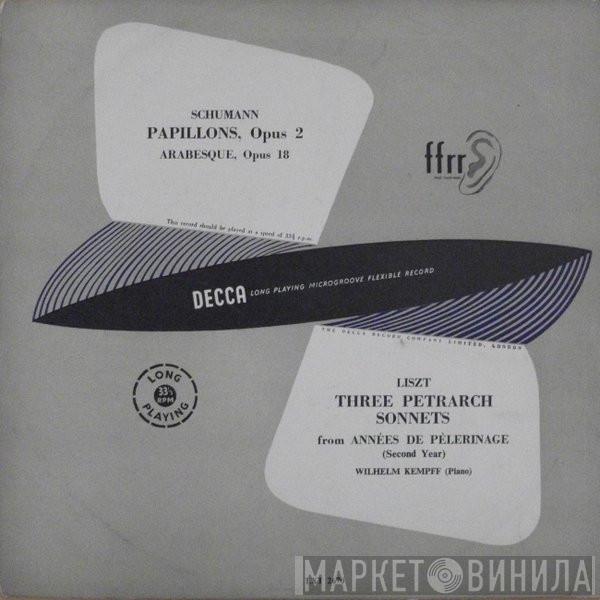 SCHUMANN
PAPILLONS, Opus 2
ARABESQUE, Opus 18
ffrr
This record should be played at a speed of 33⅓ r.p.m.
DECCA LONG PLAYING MICROGROOVE FLEXIBLE RECORD
THE DECCA RECORD COMPANY LIMITED, LONDON
LONG
33⅓
RPM
PLAYING
LISZT
THREE PETRARCH
SONNETS
from ANNÉES DE PÈLERINAGE
(Second Year)
WILHELM KEMPFF (Piano)
МАРКЕТ ВИНИЛА